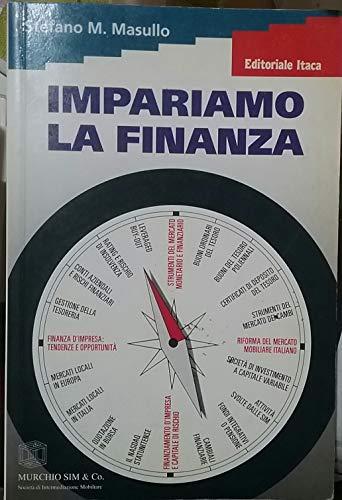 Stefano M. Masullo
Editoriale Itaca
IMPARIAMO
LA FINANZA
STRUMENTI DEL MERCATO
MONETARIO E FINANZIARIO
BUONI ORDINARI
DEL TESORO
BUONI DEL TESORO
POLIENNALI
CERTIFICATI DI DEPOSITO
DEL TESORO
STRUMENTI DEL
MERCATO DEI CAMBI
RIFORMA DEL MERCATO
MOBILIARE ITALIANO
SOCIETÀ DI INVESTIMENTO
A CAPITALE VARIABILE
ATTIVITÀ
SVOLTE DALLE SIM
FONDI INTEGRATIVI
O PENSIONE
CAMBIALI
FINANZIARIE
FINANZIAMENTO D'IMPRESA
E CAPITALE DI RISCHIO
IL NASDAQ
STATUNITENSE
QUOTAZIONE
IN BORSA
MERCATI LOCALI
IN ITALIA
MERCATI LOCALI
IN EUROPA
FINANZA D'IMPRESA:
TENDENZE E OPPORTUNITÀ
GESTIONE DELLA
TESORERIA
CONTI AZIENDALI
E RISCHI FINANZIARI
RATING E RISCHIO
DI INSOLVENZA
LEVERAGED
BUY-OUT
MURCHIO SIM & Co.
Società di Intermediazione Mobiliare